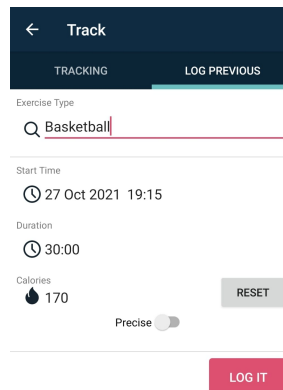 Track
TRACKING LOG PREVIOUS
Exercise Type
Basketball
Start Time
27 Oct 2021 19:15
Duration
30:00
Calories
170
RESET
Precise
LOG IT